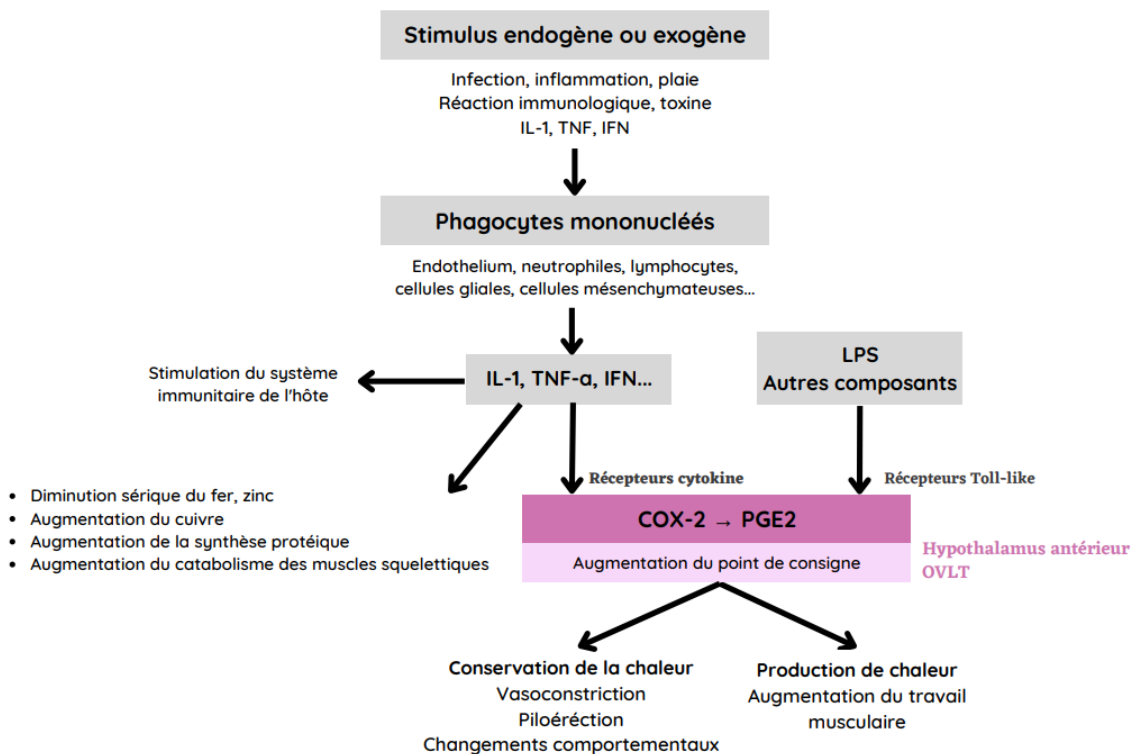 Stimulus endogène ou exogène
Infection, inflammation, plaie
Réaction immunologique, toxine
IL-1, TNF, IFN
Phagocytes mononucléés
Endothelium, neutrophiles, lymphocytes,
cellules gliales, cellules mésenchymateuses...
Stimulation du système
immunitaire de l'hôte
IL-1, TNF-a, IFN...
LPS
Autres composants
Récepteurs cytokine
Récepteurs Toll-like
• Diminution sérique du fer, zinc
• Augmentation du cuivre
• Augmentation de la synthèse protéique
• Augmentation du catabolisme des muscles squelettiques
COX-2 → PGE2
Augmentation du point de consigne
Hypothalamus antérieur
OVLT
Conservation de la chaleur
Vasoconstriction
Piloéréction
Changements comportementaux
Production de chaleur
Augmentation du travail
musculaire